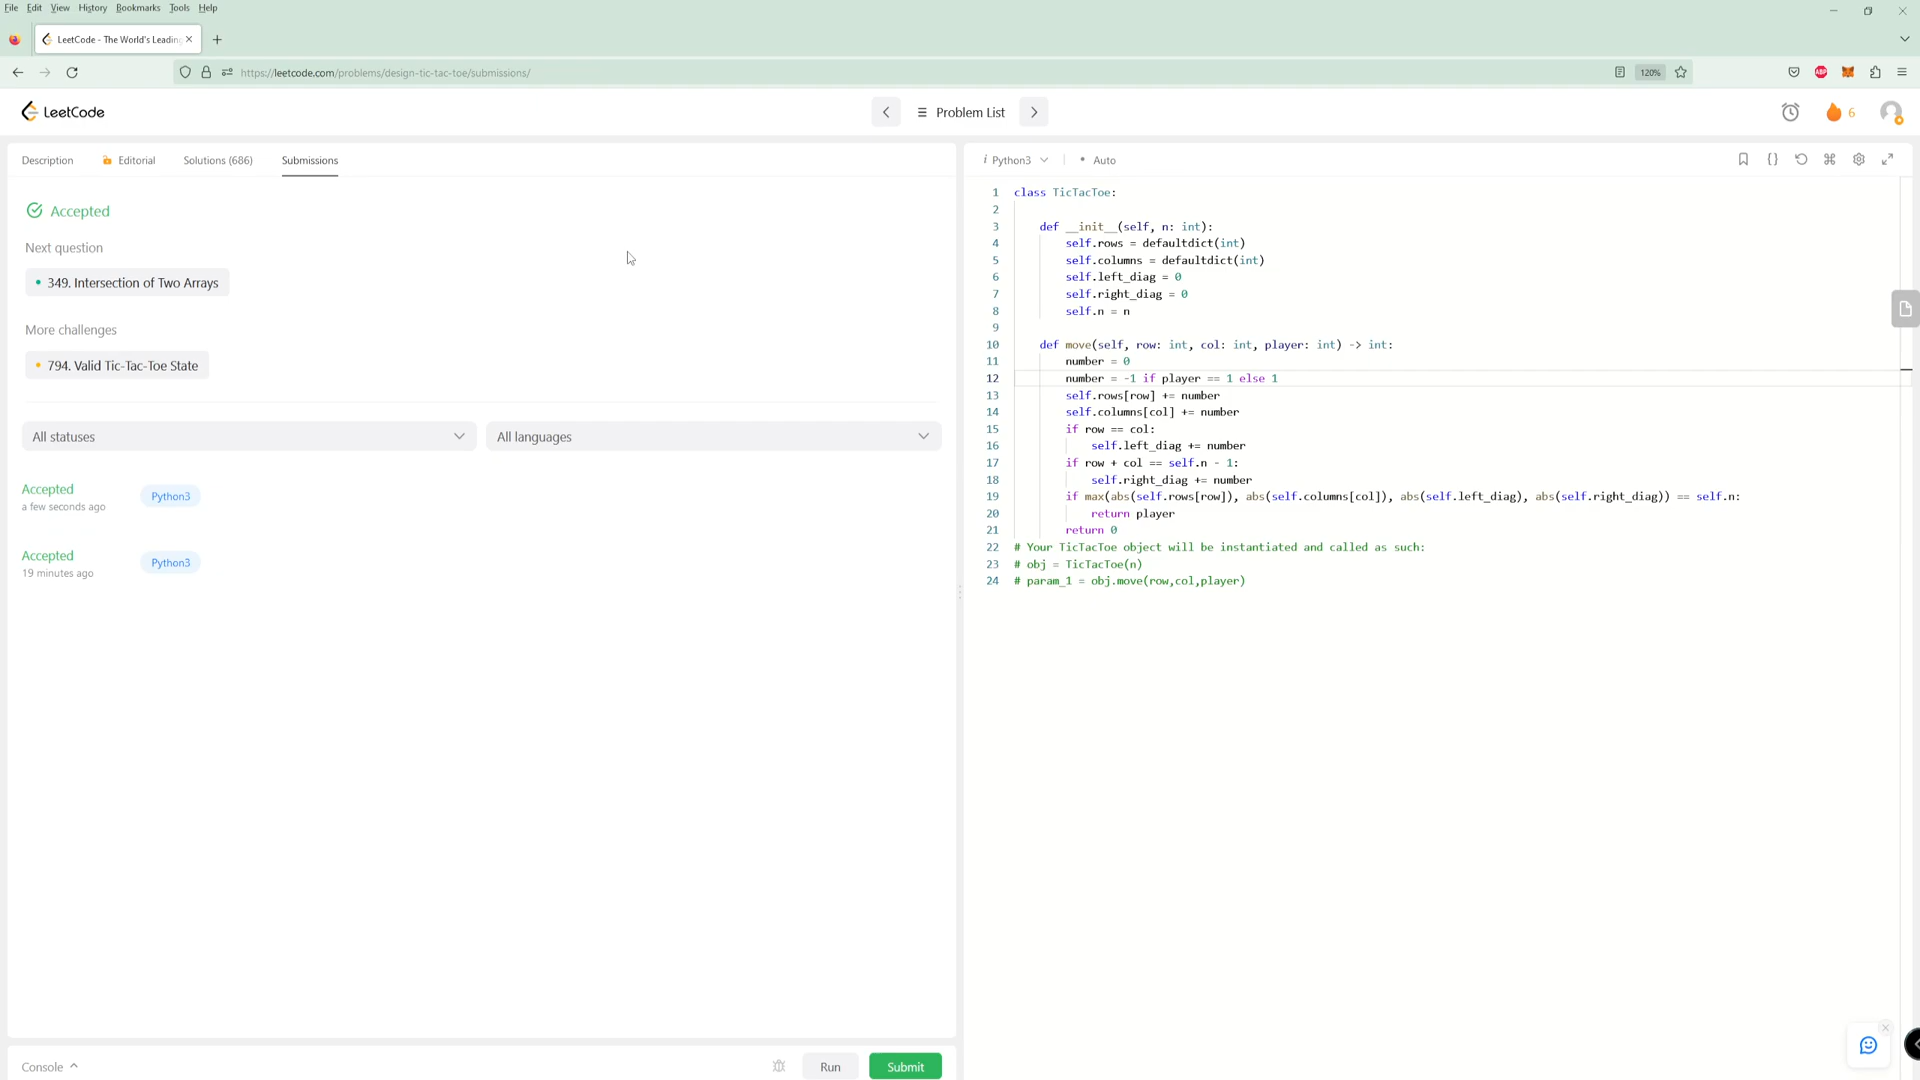 File Edit View History Bookmarks Tools Help
LeetCode - The World's Leading
https://leetcode.com/problems/design-tic-tac-toe/submissions/
120%
ABP
LeetCode
Problem List
6
Description Editorial Solutions (686) Submissions
Accepted
Next question
349. Intersection of Two Arrays
More challenges
794. Valid Tic-Tac-Toe State
All statuses All languages
Accepted Python3
a few seconds ago
Accepted Python3
19 minutes ago
Console
Run Submit
i Python3 Auto
1 class TicTacToe:
2
3 def __init__(self, n: int):
4 self.rows = defaultdict(int)
5 self.columns = defaultdict(int)
6 self.left_diag = 0
7 self.right_diag = 0
8 self.n = n
9
10 def move(self, row: int, col: int, player: int) -> int:
11 number = 0
12 number = -1 if player == 1 else 1
13 self.rows[row] += number
14 self.columns[col] += number
15 if row == col:
16 self.left_diag += number
17 if row + col == self.n - 1:
18 self.right_diag += number
19 if max(abs(self.rows[row]), abs(self.columns[col]), abs(self.left_diag), abs(self.right_diag)) == self.n:
20 return player
21 return 0
22 # Your TicTacToe object will be instantiated and called as such:
23 # obj = TicTacToe(n)
24 # param_1 = obj.move(row,col,player)